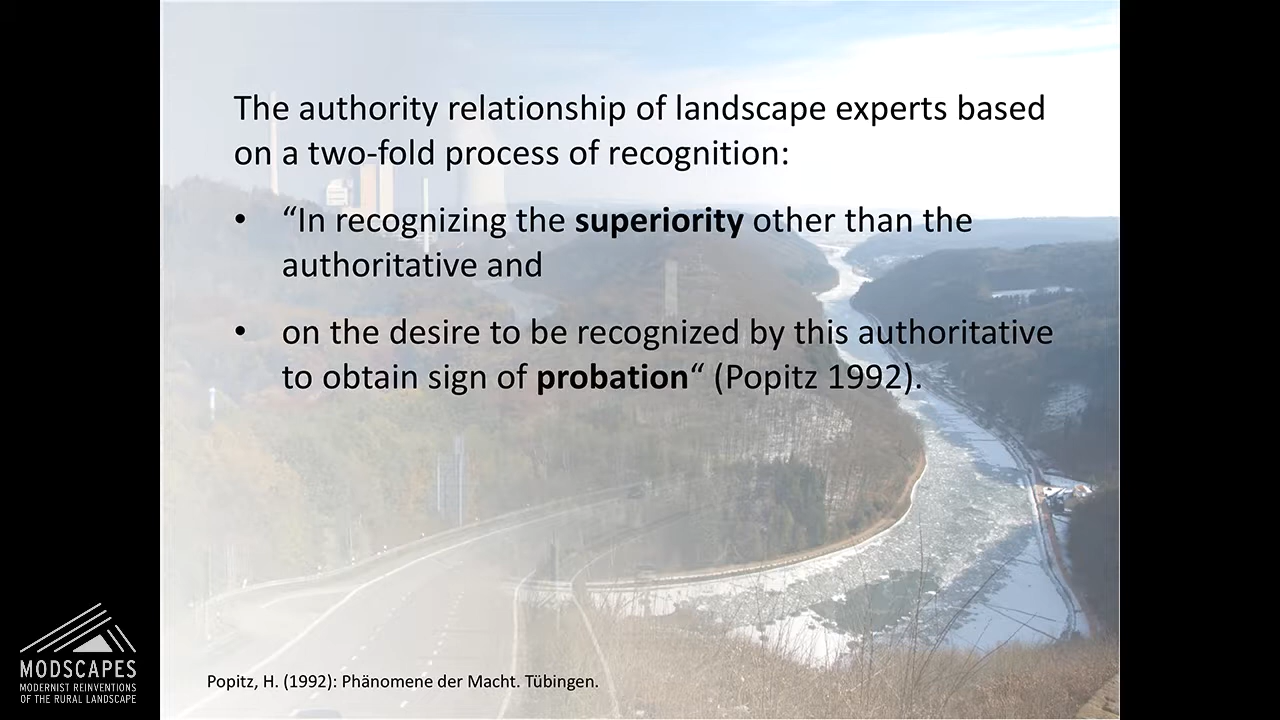 The authority relationship of landscape experts based
on a two-fold process of recognition:
• “In recognizing the superiority other than the
authoritative and
• on the desire to be recognized by this authoritative
to obtain sign of probation“ (Popitz 1992).
Popitz, H. (1992): Phänomene der Macht. Tübingen.
MODSCAPES
MODERNIST REINVENTIONS
OF THE RURAL LANDSCAPE